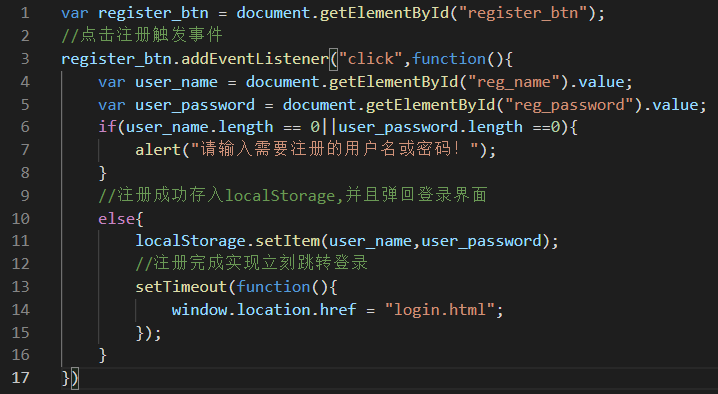 1 var register_btn = document.getElementById("register_btn");
2 //点击注册触发事件
3 register_btn.addEventListener("click",function(){
4     var user_name = document.getElementById("reg_name").value;
5     var user_password = document.getElementById("reg_password").value;
6     if(user_name.length == 0||user_password.length ==0){
7         alert("请输入需要注册的用户名或密码! ");
8     }
9     //注册成功存入localStorage,并且弹回登录界面
10     else{
11         localStorage.setItem(user_name,user_password);
12         //注册完成实现立刻跳转登录
13         setTimeout(function(){
14             window.location.href = "login.html";
15         });
16     }
17 })